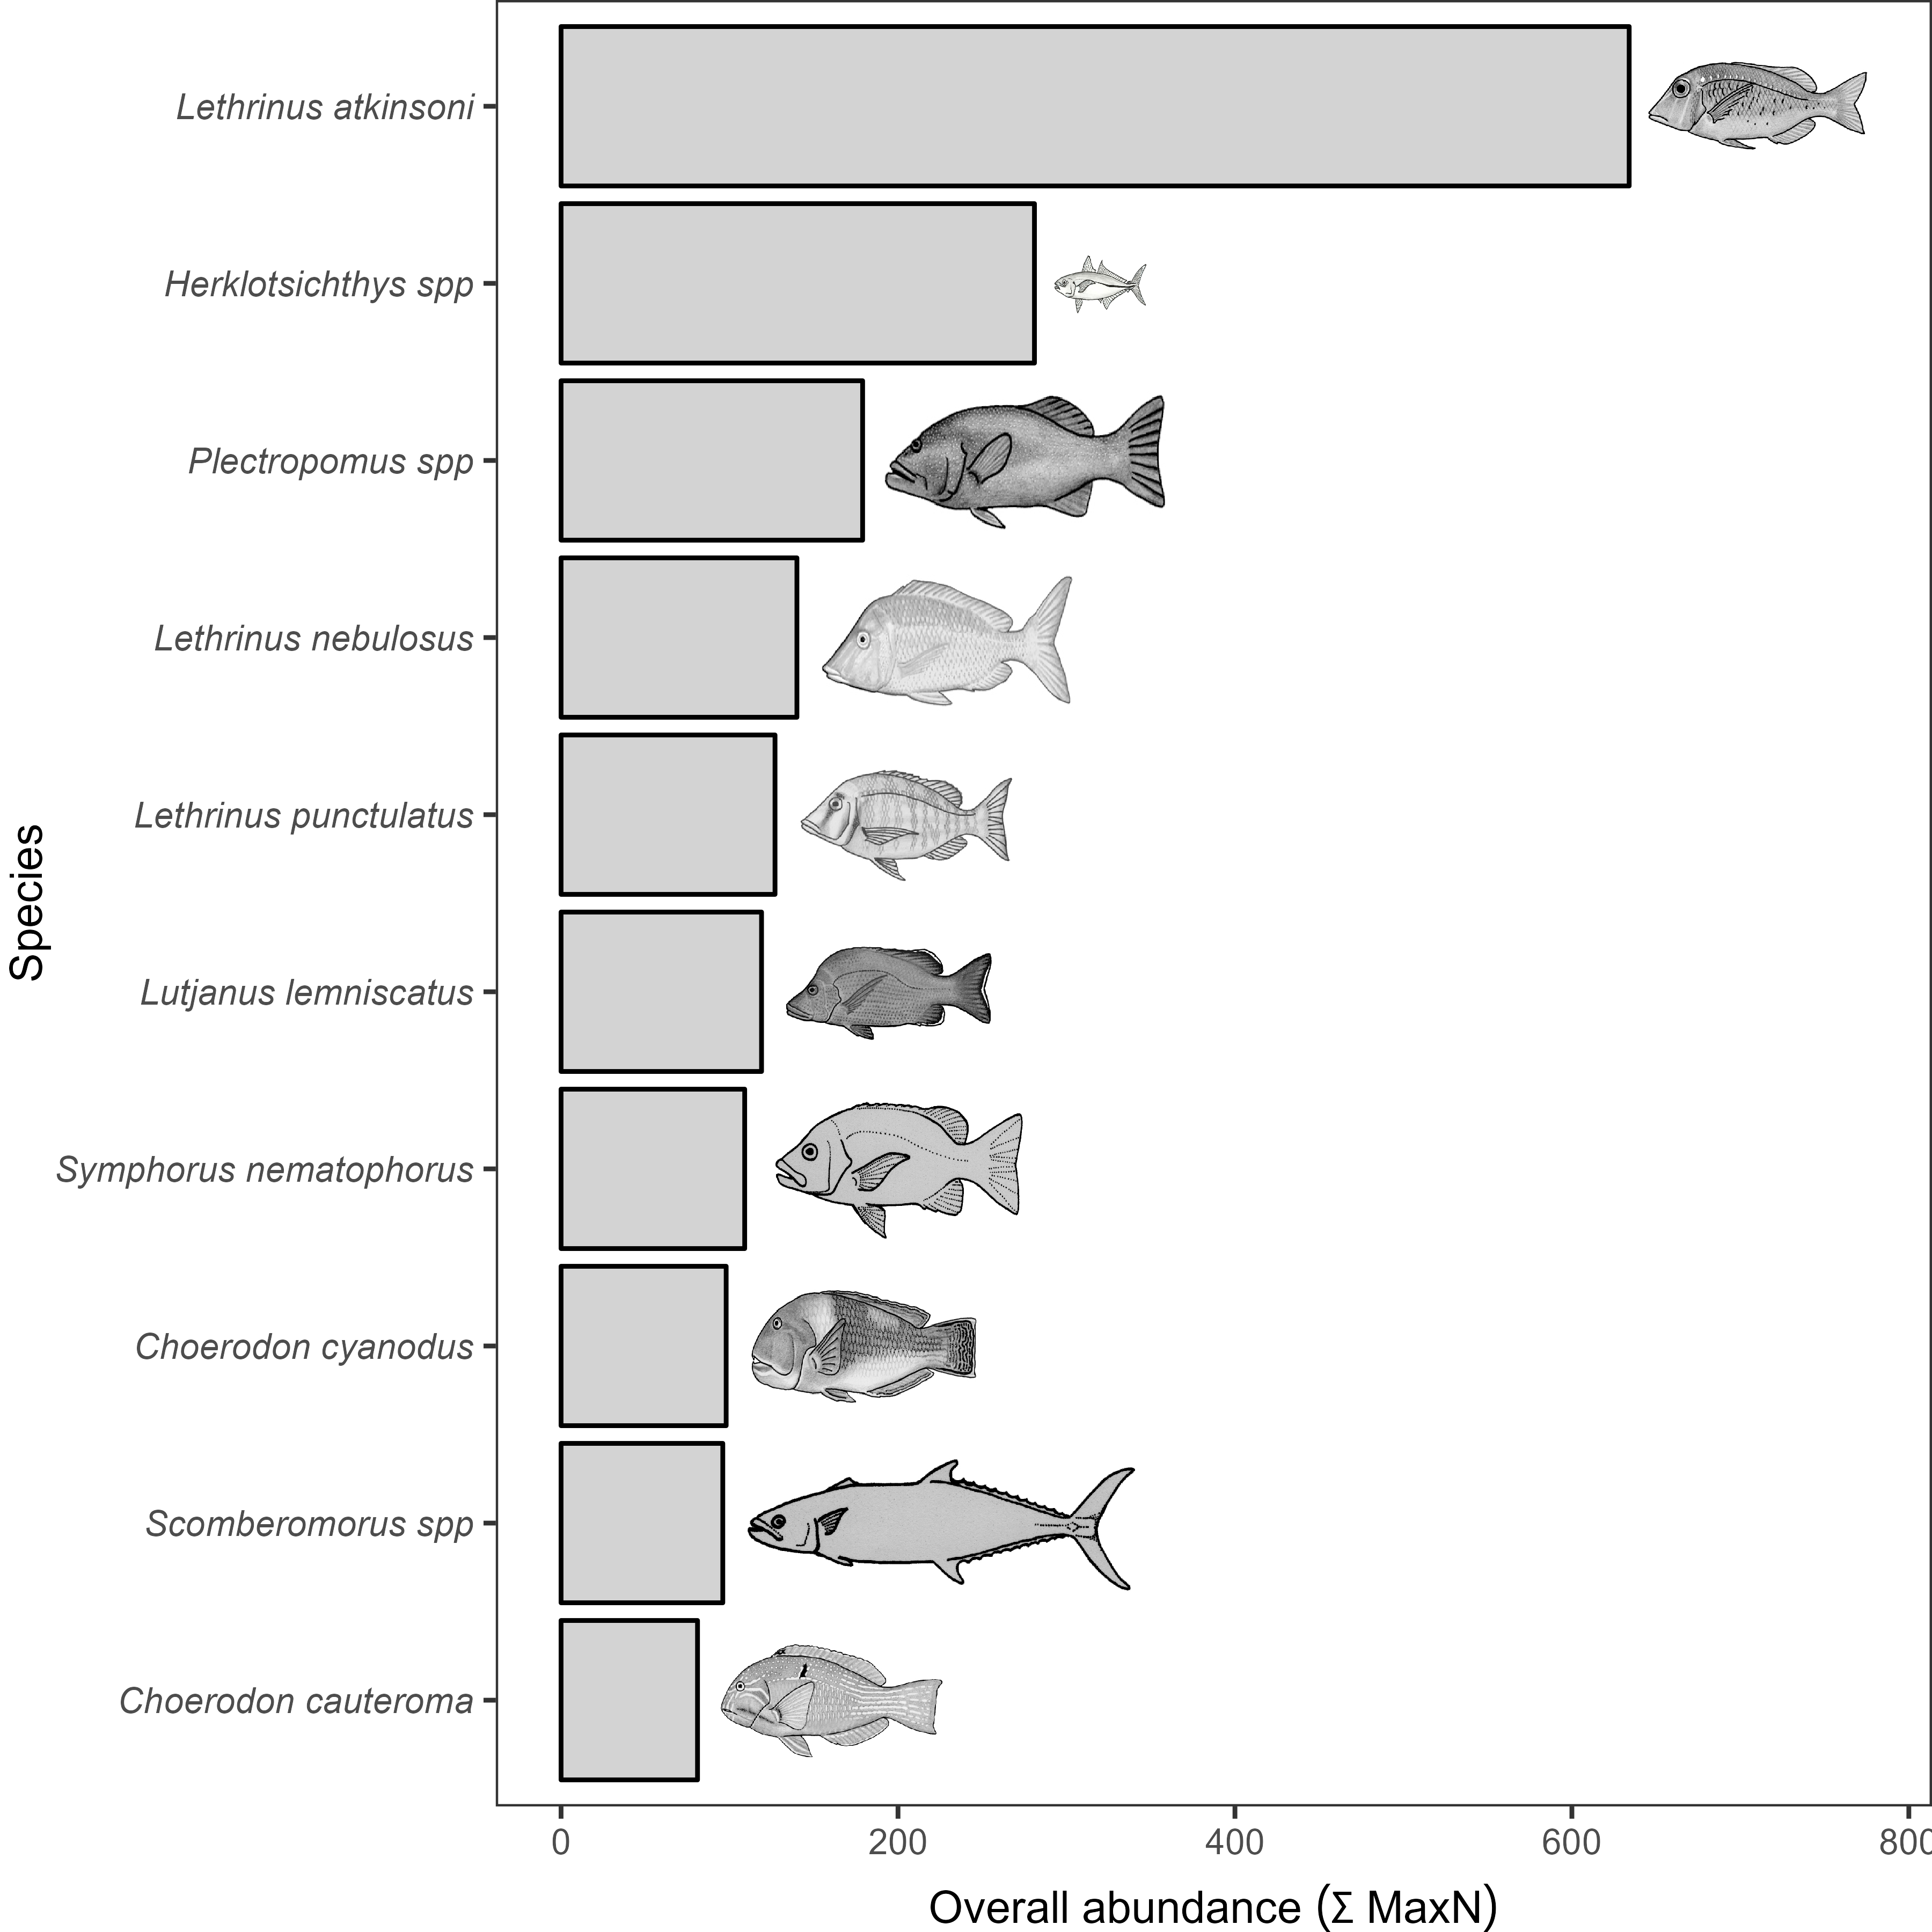 Lethrinus atkinsoni
Herklotsichthys spp
Plectropomus spp
Lethrinus nebulosus
Lethrinus punctulatus
Lutjanus lemniscatus
Symphorus nematophorus
Choerodon cyanodus
Scomberomorus spp
Choerodon cauteroma
Species
0 200 400 600 800
Overall abundance (Σ MaxN)